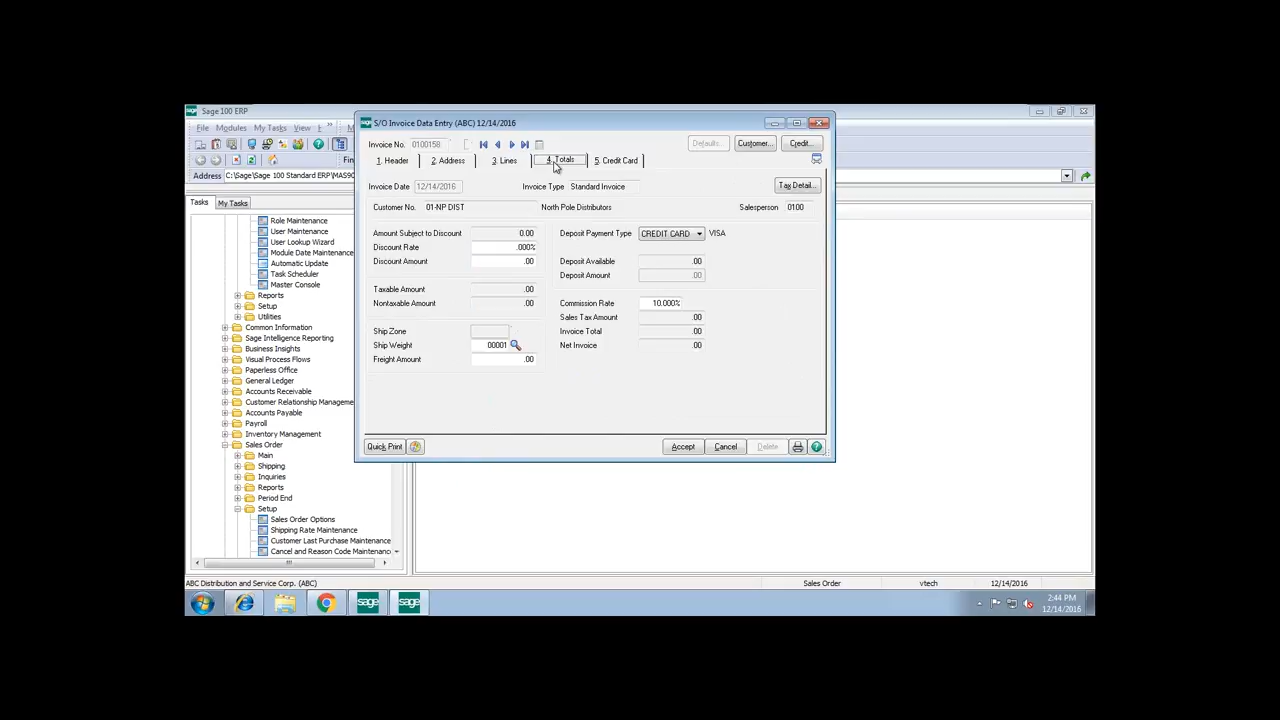 Sage 100 ERP
File Modules My Tasks View
Address C:\Sage\Sage 100 Standard ERP\MAS90
Tasks My Tasks
Role Maintenance
User Maintenance
User Lookup Wizard
Module Date Maintenance
Automatic Update
Task Scheduler
Master Console
Reports
Setup
Utilities
Common Information
Sage Intelligence Reporting
Business Insights
Visual Process Flows
Paperless Office
General Ledger
Accounts Receivable
Customer Relationship Manageme
Accounts Payable
Payroll
Inventory Management
Sales Order
Main
Shipping
Inquiries
Reports
Period End
Setup
Sales Order Options
Shipping Rate Maintenance
Customer Last Purchase Maintenance
Cancel and Reason Code Maintenanc
sage S/O Invoice Data Entry (ABC) 12/14/2016
Invoice No. 0100158 Defaults... Customer... Credit...
1. Header 2. Address 3. Lines 4. Totals 5. Credit Card
Invoice Date 12/14/2016 Invoice Type Standard Invoice Tax Detail...
Customer No. 01-NP DIST North Pole Distributors Salesperson 0100
Amount Subject to Discount 0.00 Deposit Payment Type CREDIT CARD VISA
Discount Rate .000%
Discount Amount .00 Deposit Available .00
Deposit Amount .00
Taxable Amount .00
Nontaxable Amount .00 Commission Rate 10.000%
Sales Tax Amount .00
Ship Zone Invoice Total .00
Ship Weight 00001 Net Invoice .00
Freight Amount .00
Quick Print Accept Cancel Delete
ABC Distribution and Service Corp. (ABC) Sales Order vtech 12/14/2016
sage sage 2:44 PM
12/14/2016